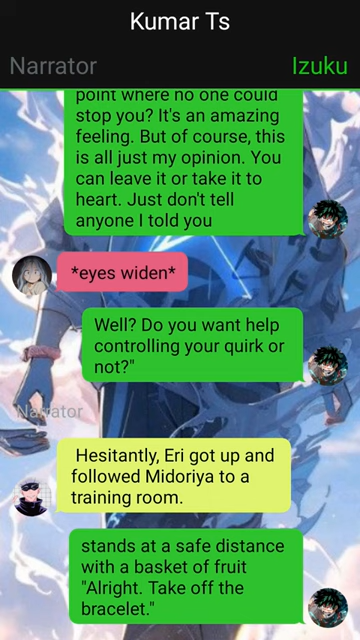 Kumar Ts
Narrator
Izuku
point where no one could
stop you? It's an amazing
feeling. But of course, this
is all just my opinion. You
can leave it or take it to
heart. Just don't tell
anyone I told you
*eyes widen*
Well? Do you want help
controlling your quirk or
not?"
Narrator
Hesitantly, Eri got up and
followed Midoriya to a
training room.
stands at a safe distance
with a basket of fruit
"Alright. Take off the
bracelet."